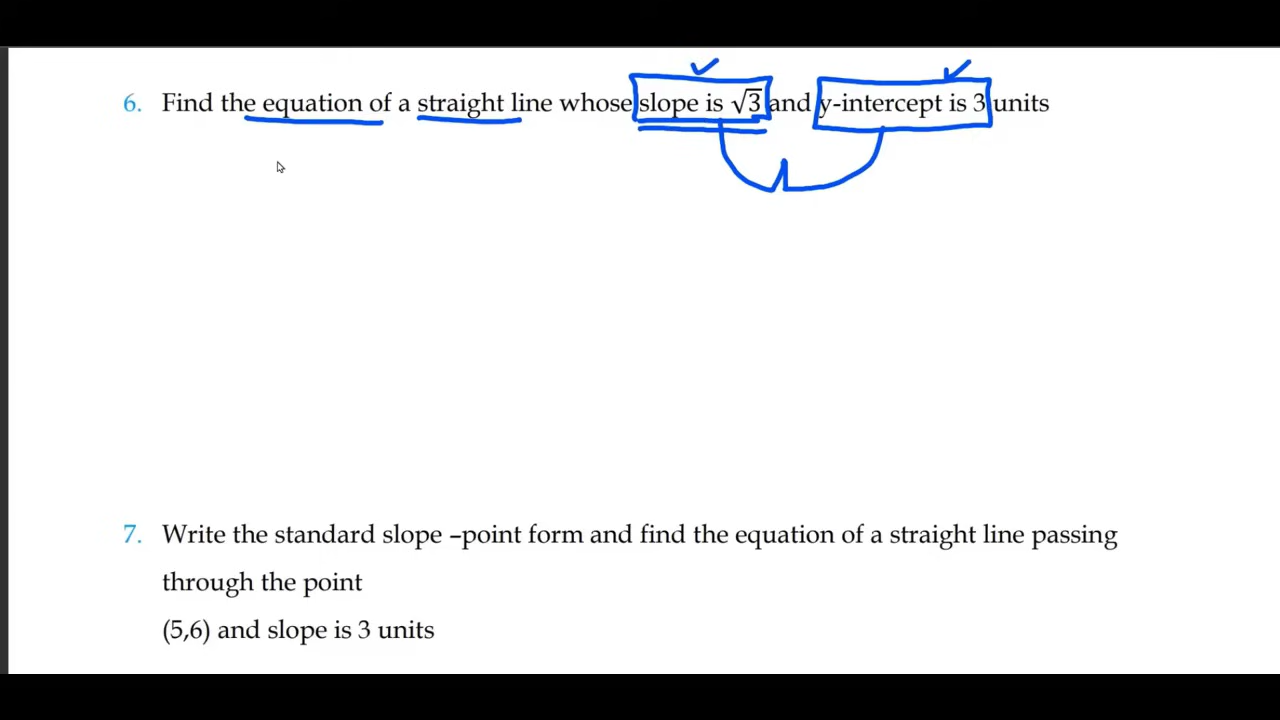 6. Find the equation of a straight line whose slope is √3 and y-intercept is 3 units
7. Write the standard slope –point form and find the equation of a straight line passing
through the point
(5,6) and slope is 3 units